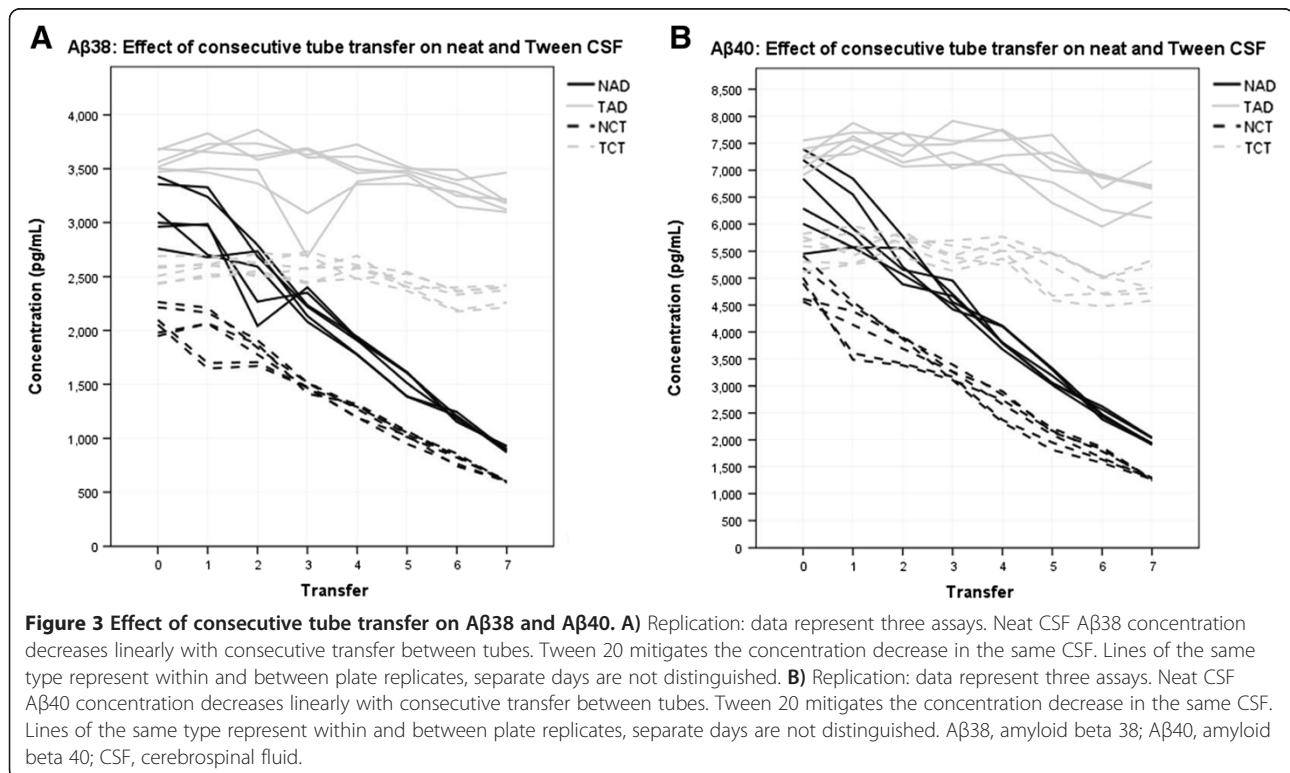 A Aβ38: Effect of consecutive tube transfer on neat and Tween CSF
NAD
TAD
NCT
TCT
4,000
3,500
3,000
2,500
2,000
1,500
1,000
500
0
Concentration (pg/mL)
0 1 2 3 4 5 6 7
Transfer
B Aβ40: Effect of consecutive tube transfer on neat and Tween CSF
NAD
TAD
NCT
TCT
8,500
8,000
7,500
7,000
6,500
6,000
5,500
5,000
4,500
4,000
3,500
3,000
2,500
2,000
1,500
1,000
500
0
Concentration (pg/mL)
0 1 2 3 4 5 6 7
Transfer
Figure 3 Effect of consecutive tube transfer on Aβ38 and Aβ40. A) Replication: data represent three assays. Neat CSF Aβ38 concentration
decreases linearly with consecutive transfer between tubes. Tween 20 mitigates the concentration decrease in the same CSF. Lines of the same
type represent within and between plate replicates, separate days are not distinguished. B) Replication: data represent three assays. Neat CSF
Aβ40 concentration decreases linearly with consecutive transfer between tubes. Tween 20 mitigates the concentration decrease in the same CSF.
Lines of the same type represent within and between plate replicates, separate days are not distinguished. Aβ38, amyloid beta 38; Aβ40, amyloid
beta 40; CSF, cerebrospinal fluid.